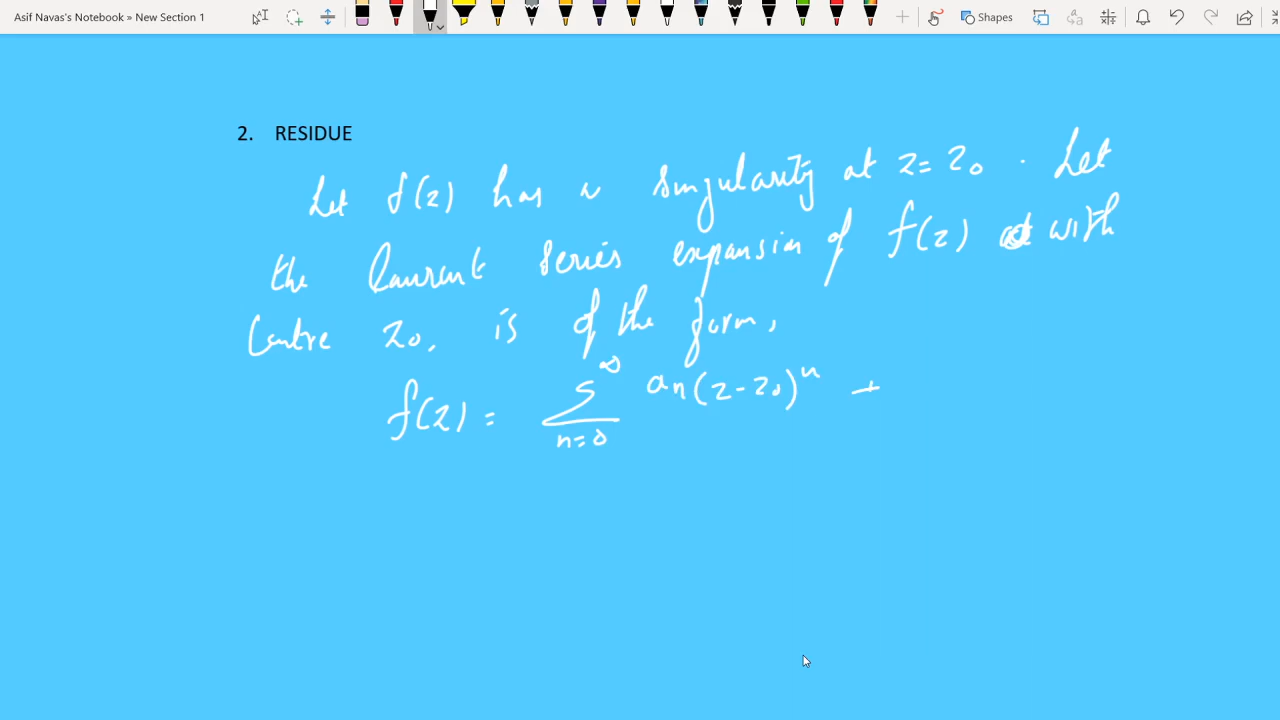 Asif Navas's Notebook » New Section 1
Shapes
2. RESIDUE
Let f(z) has a singularity at z = z₀. Let
the laurent series expansion of f(z) with
Centre z₀, is of the form,
f(z) = ∑_{n=0}^{∞} an(z-z₀)ⁿ +